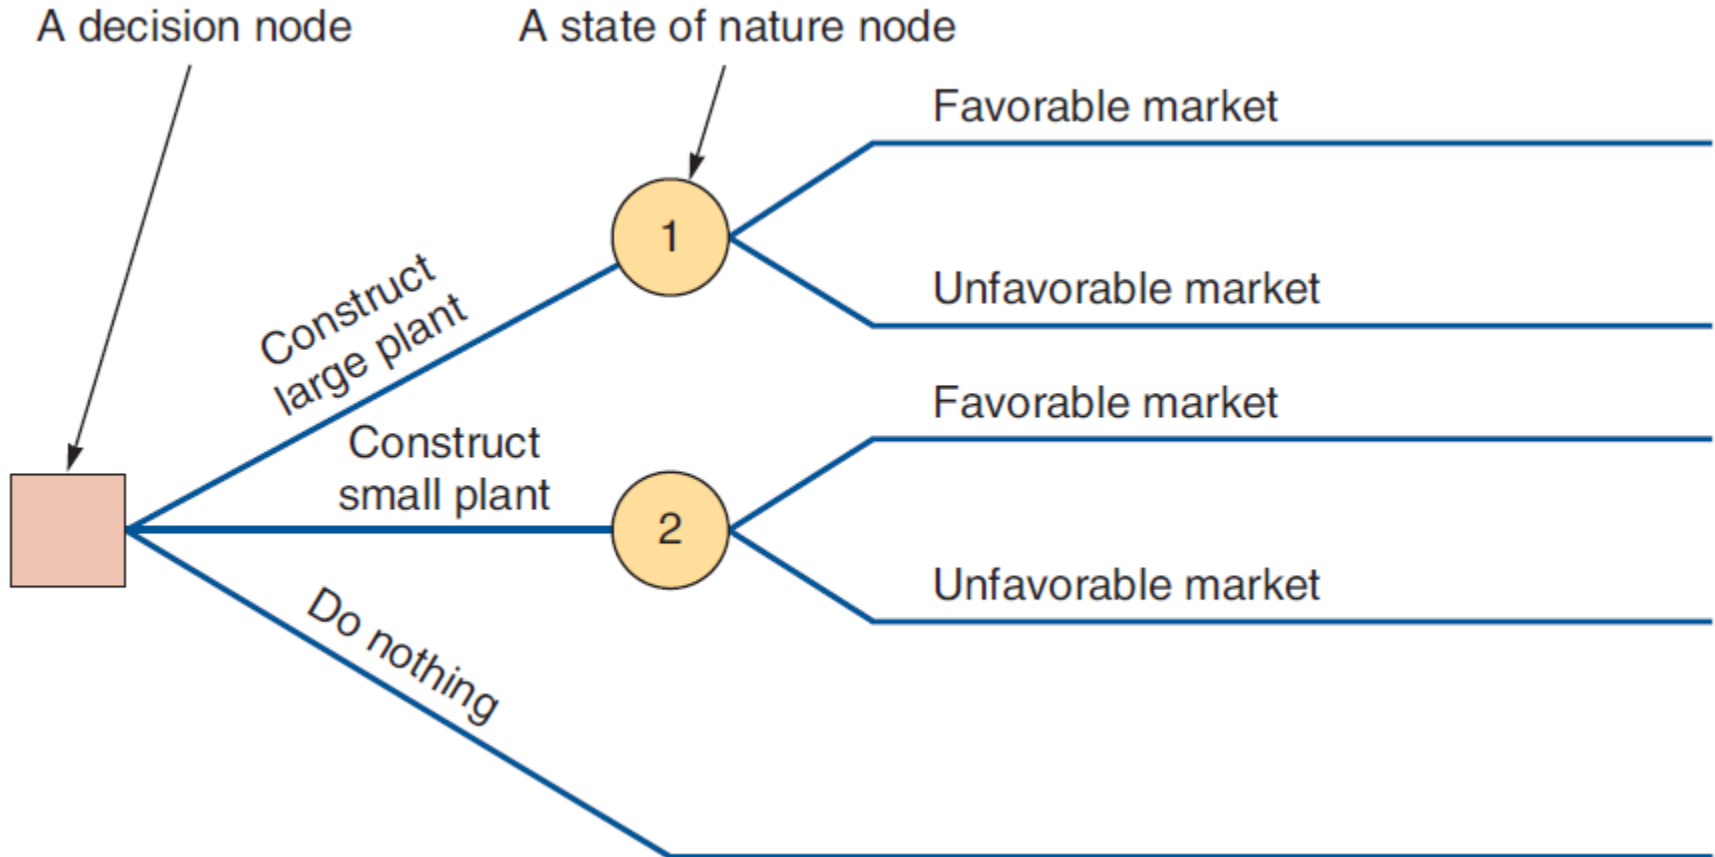 A decision node
A state of nature node
Favorable market
1
Unfavorable market
Construct
large plant
Favorable market
Construct
small plant
2
Unfavorable market
Do nothing